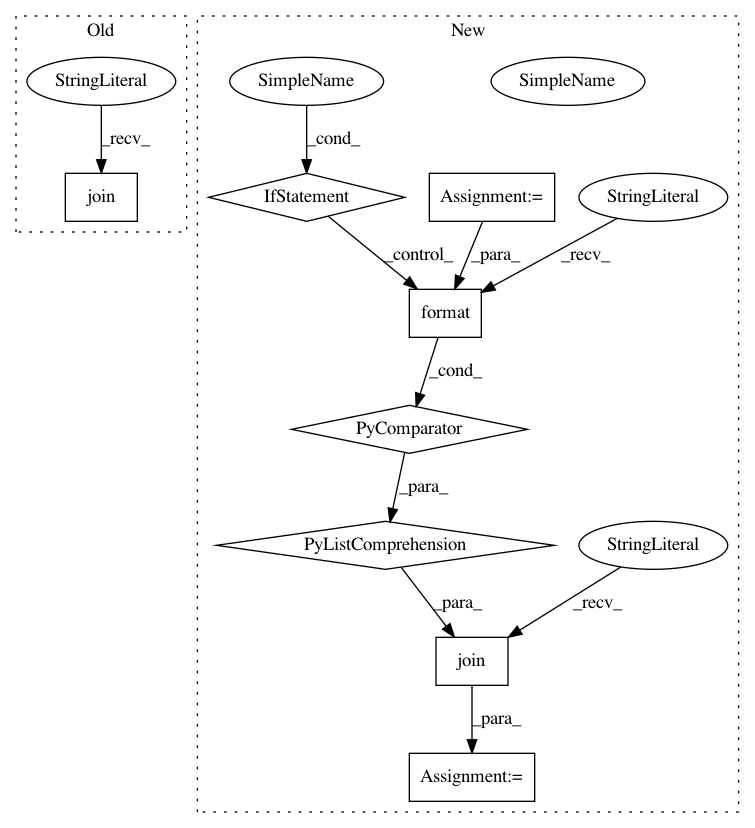 Old
New
StringLiteral
SimpleName
SimpleName
_recv_
_cond_
join
IfStatement
Assignment:=
StringLiteral
_control_
_para_
_recv_
format
_cond_
PyComparator
_para_
PyListComprehension
StringLiteral
_para_
_recv_
join
_para_
Assignment:=